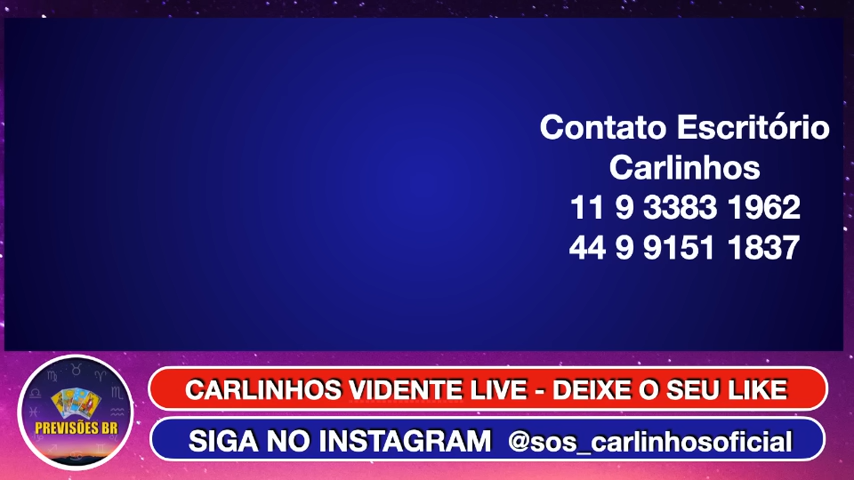 Contato Escritório
Carlinhos
11 9 3383 1962
44 9 9151 1837
PREVISÕES BR
CARLINHOS VIDENTE LIVE - DEIXE O SEU LIKE
SIGA NO INSTAGRAM @sos_carlinhosoficial